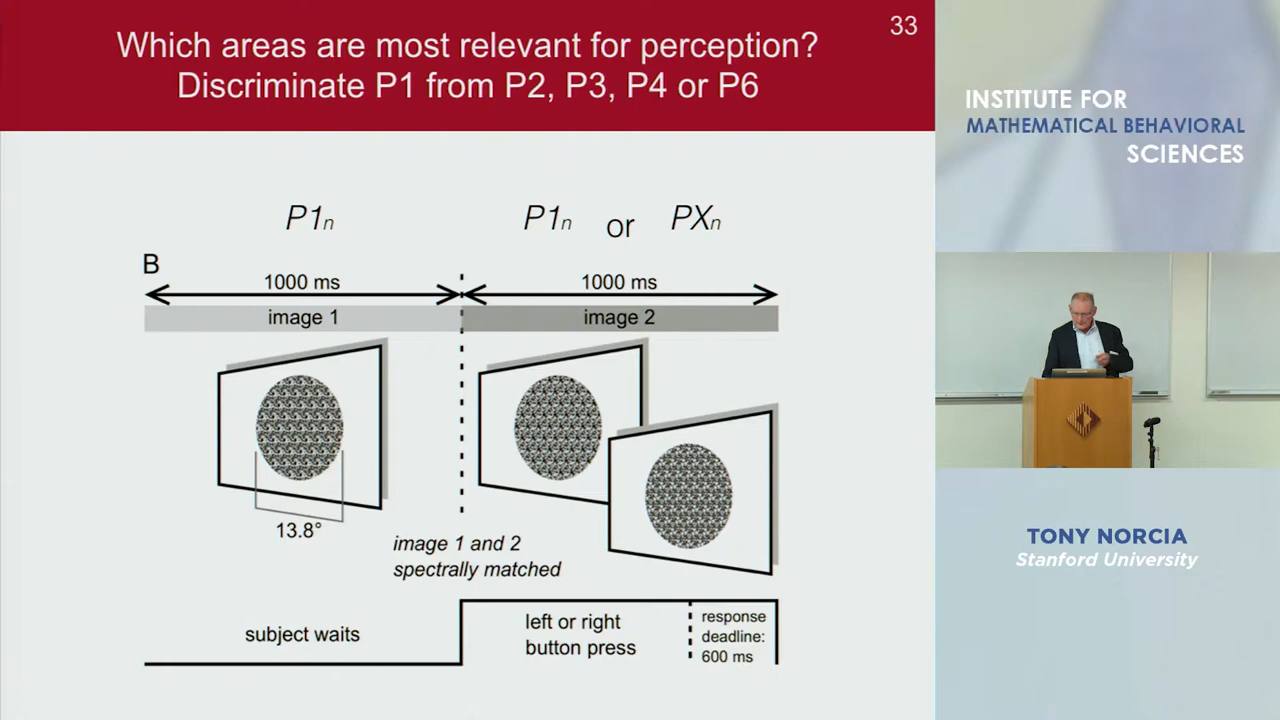 Which areas are most relevant for perception?
Discriminate P1 from P2, P3, P4 or P6
33
P1n
P1n or PXn
B
1000 ms
1000 ms
image 1
image 2
13.8°
image 1 and 2
spectrally matched
subject waits
left or right
button press
response
deadline:
600 ms
INSTITUTE FOR
MATHEMATICAL BEHAVIORAL
SCIENCES
TONY NORCIA
Stanford University